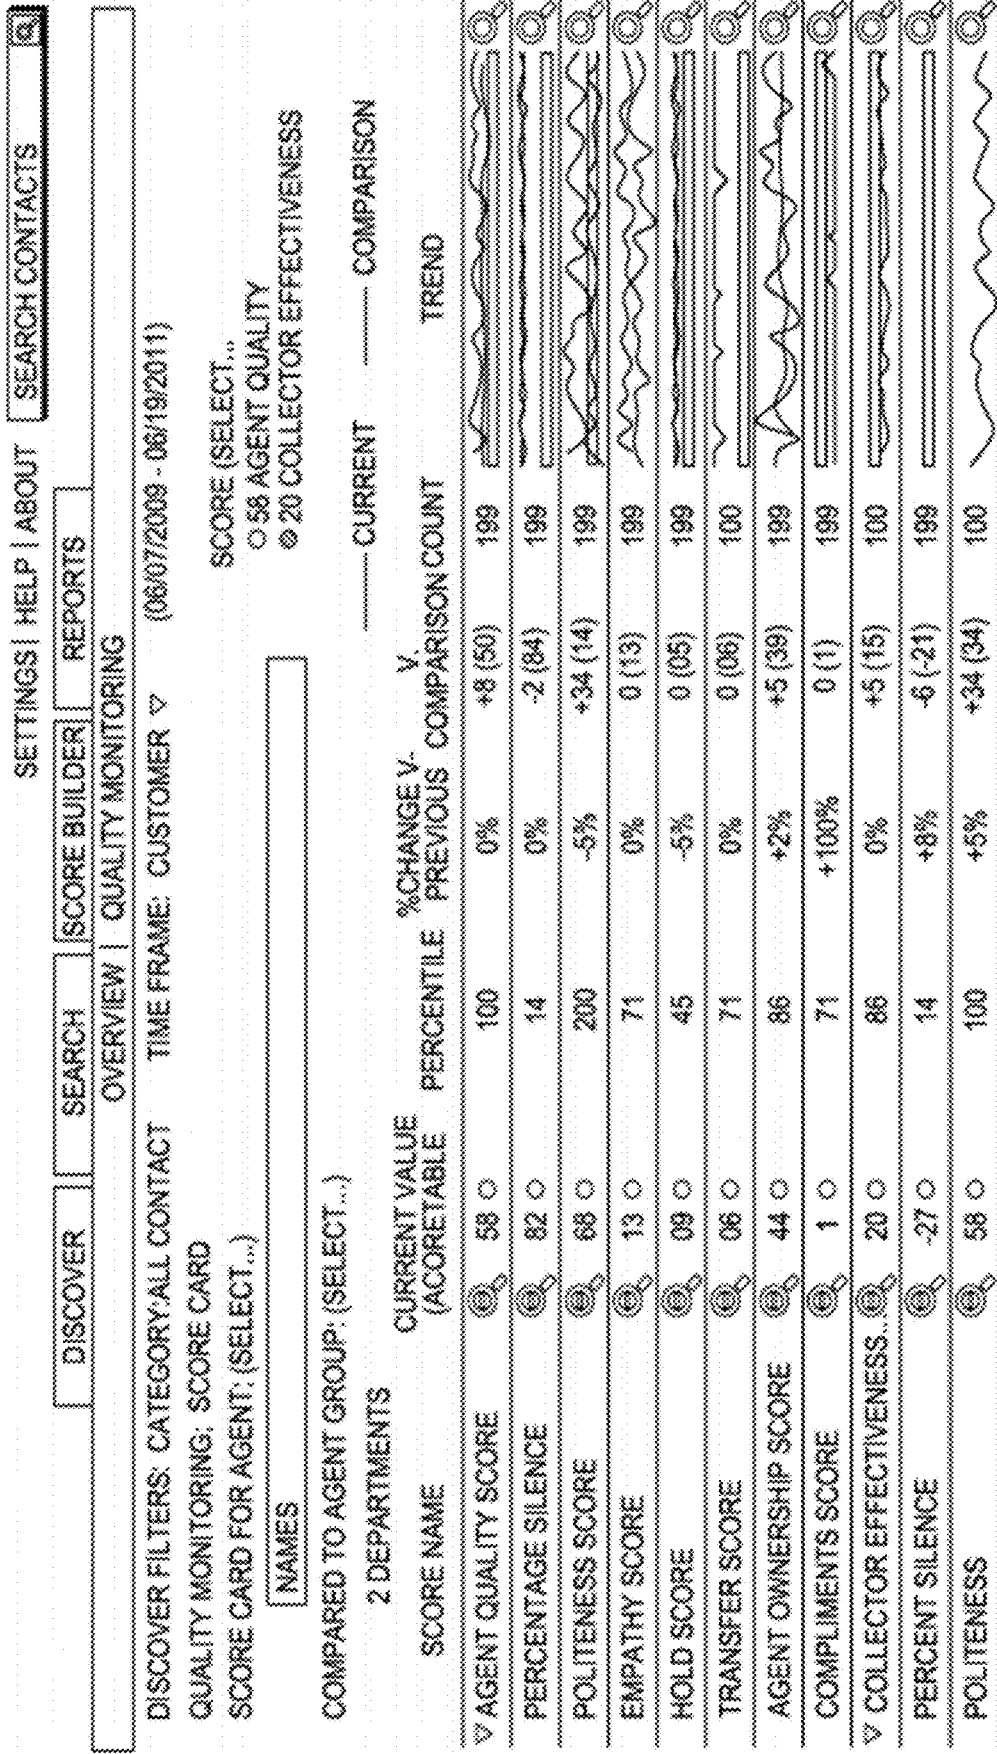 SETTINGS | HELP | ABOUT SEARCH CONTACTS
DISCOVER SEARCH SCORE BUILDER REPORTS
OVERVIEW | QUALITY MONITORING
DISCOVER FILTERS: CATEGORY:ALL CONTACT TIME FRAME: CUSTOMER ▽ (06/07/2009 - 06/19/2011)
QUALITY MONITORING: SCORE CARD
SCORE CARD FOR AGENT: (SELECT...)
SCORE (SELECT...
○ 58 AGENT QUALITY
20 COLLECTOR EFFECTIVENESS
NAMES
COMPARED TO AGENT GROUP: (SELECT...)
2 DEPARTMENTS
CURRENT COMPARISON
SCORE NAME CURRENT VALUE (ACORETABLE PERCENTILE %CHANGE V- PREVIOUS V. COMPARISON COUNT TREND
▽ AGENT QUALITY SCORE 58 ○ 100 0% +8 (50) 199
PERCENTAGE SILENCE 82 ○ 14 0% -2 (84) 199
POLITENESS SCORE 68 ○ 200 -5% +34 (14) 199
EMPATHY SCORE 13 ○ 71 0% 0 (13) 199
HOLD SCORE 09 ○ 45 -5% 0 (05) 199
TRANSFER SCORE 06 ○ 71 0% 0 (06) 100
AGENT OWNERSHIP SCORE 44 ○ 86 +2% +5 (39) 199
COMPLIMENTS SCORE 1 ○ 71 +100% 0 (1) 199
▽ COLLECTOR EFFECTIVENESS... 20 ○ 86 0% +5 (15) 100
PERCENT SILENCE -27 ○ 14 +8% -6 (-21) 199
POLITENESS 58 ○ 100 +5% +34 (34) 100